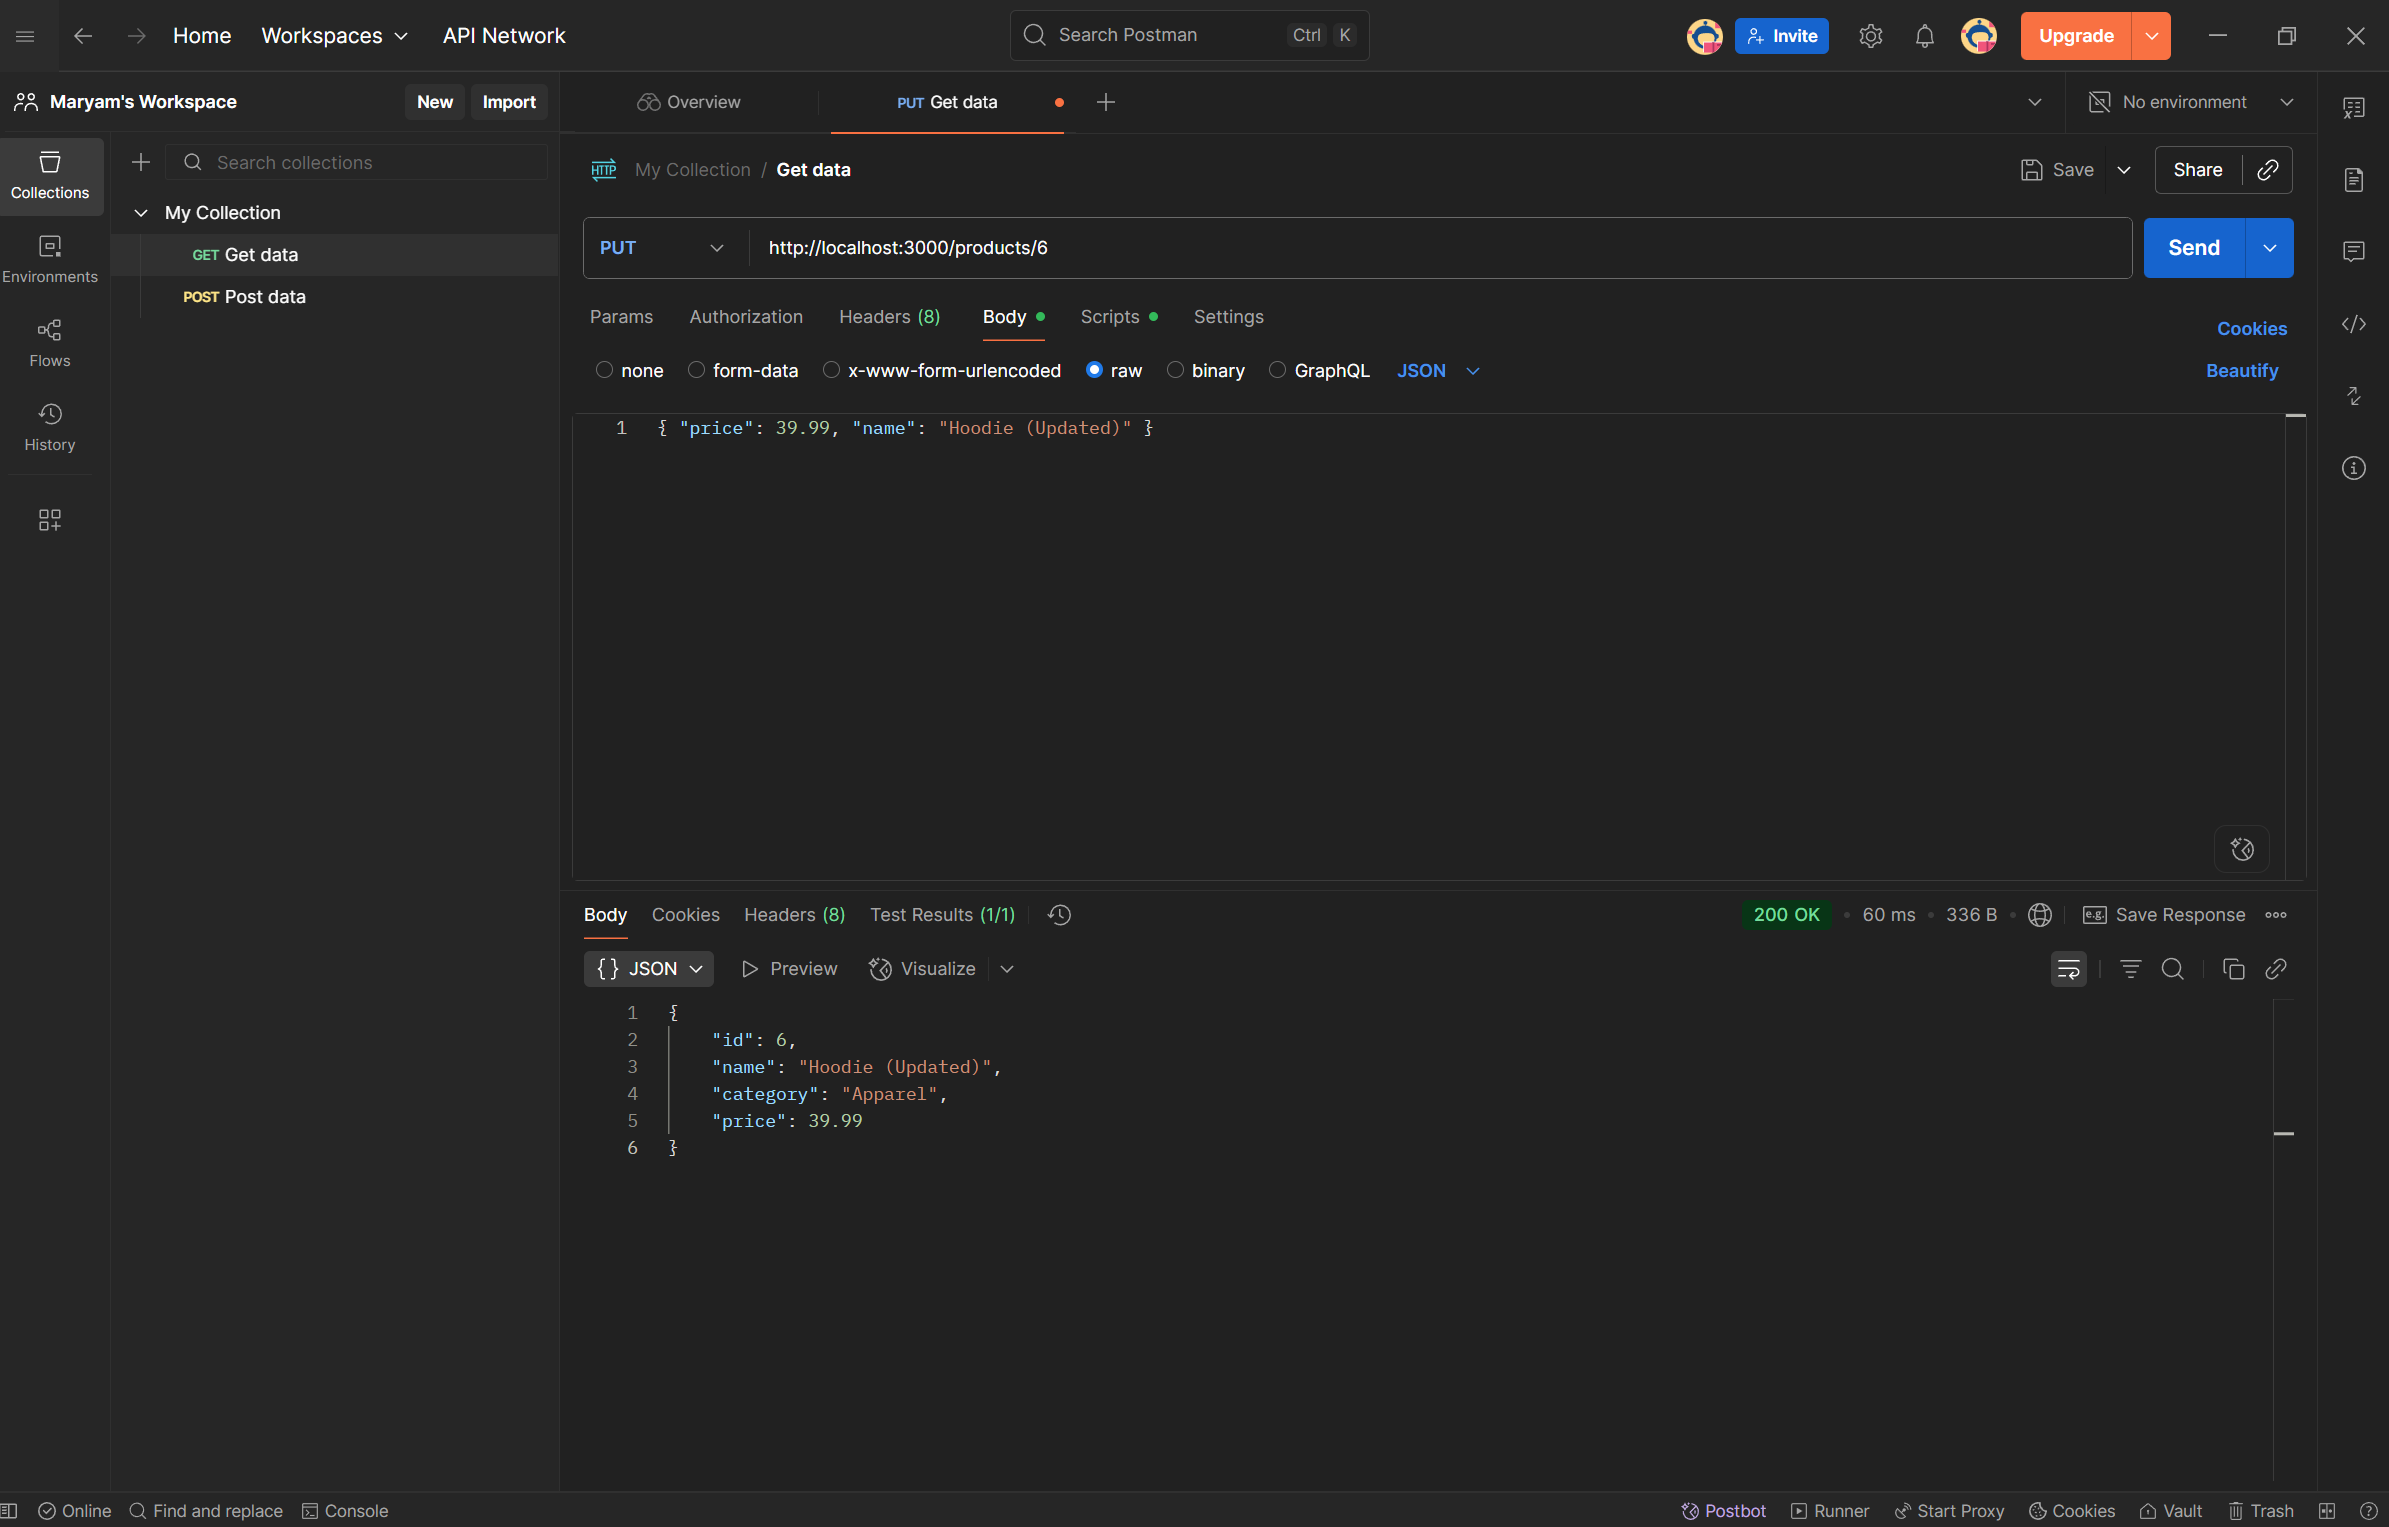 Home Workspaces API Network Search Postman Ctrl K Invite Upgrade
Maryam's Workspace New Import Overview PUT Get data No environment
Collections
Environments
Flows
History
Search collections
My Collection
GET Get data
POST Post data
HTTP My Collection / Get data Save Share
PUT http://localhost:3000/products/6 Send
Params Authorization Headers (8) Body Scripts Settings Cookies
none form-data x-www-form-urlencoded raw binary GraphQL JSON Beautify
1 { "price": 39.99, "name": "Hoodie (Updated)" }
Body Cookies Headers (8) Test Results (1/1) 200 OK • 60 ms • 336 B • e.g. Save Response
{} JSON Preview Visualize
1 {
2 "id": 6,
3 "name": "Hoodie (Updated)",
4 "category": "Apparel",
5 "price": 39.99
6 }
Online Find and replace Console Postbot Runner Start Proxy Cookies Vault Trash